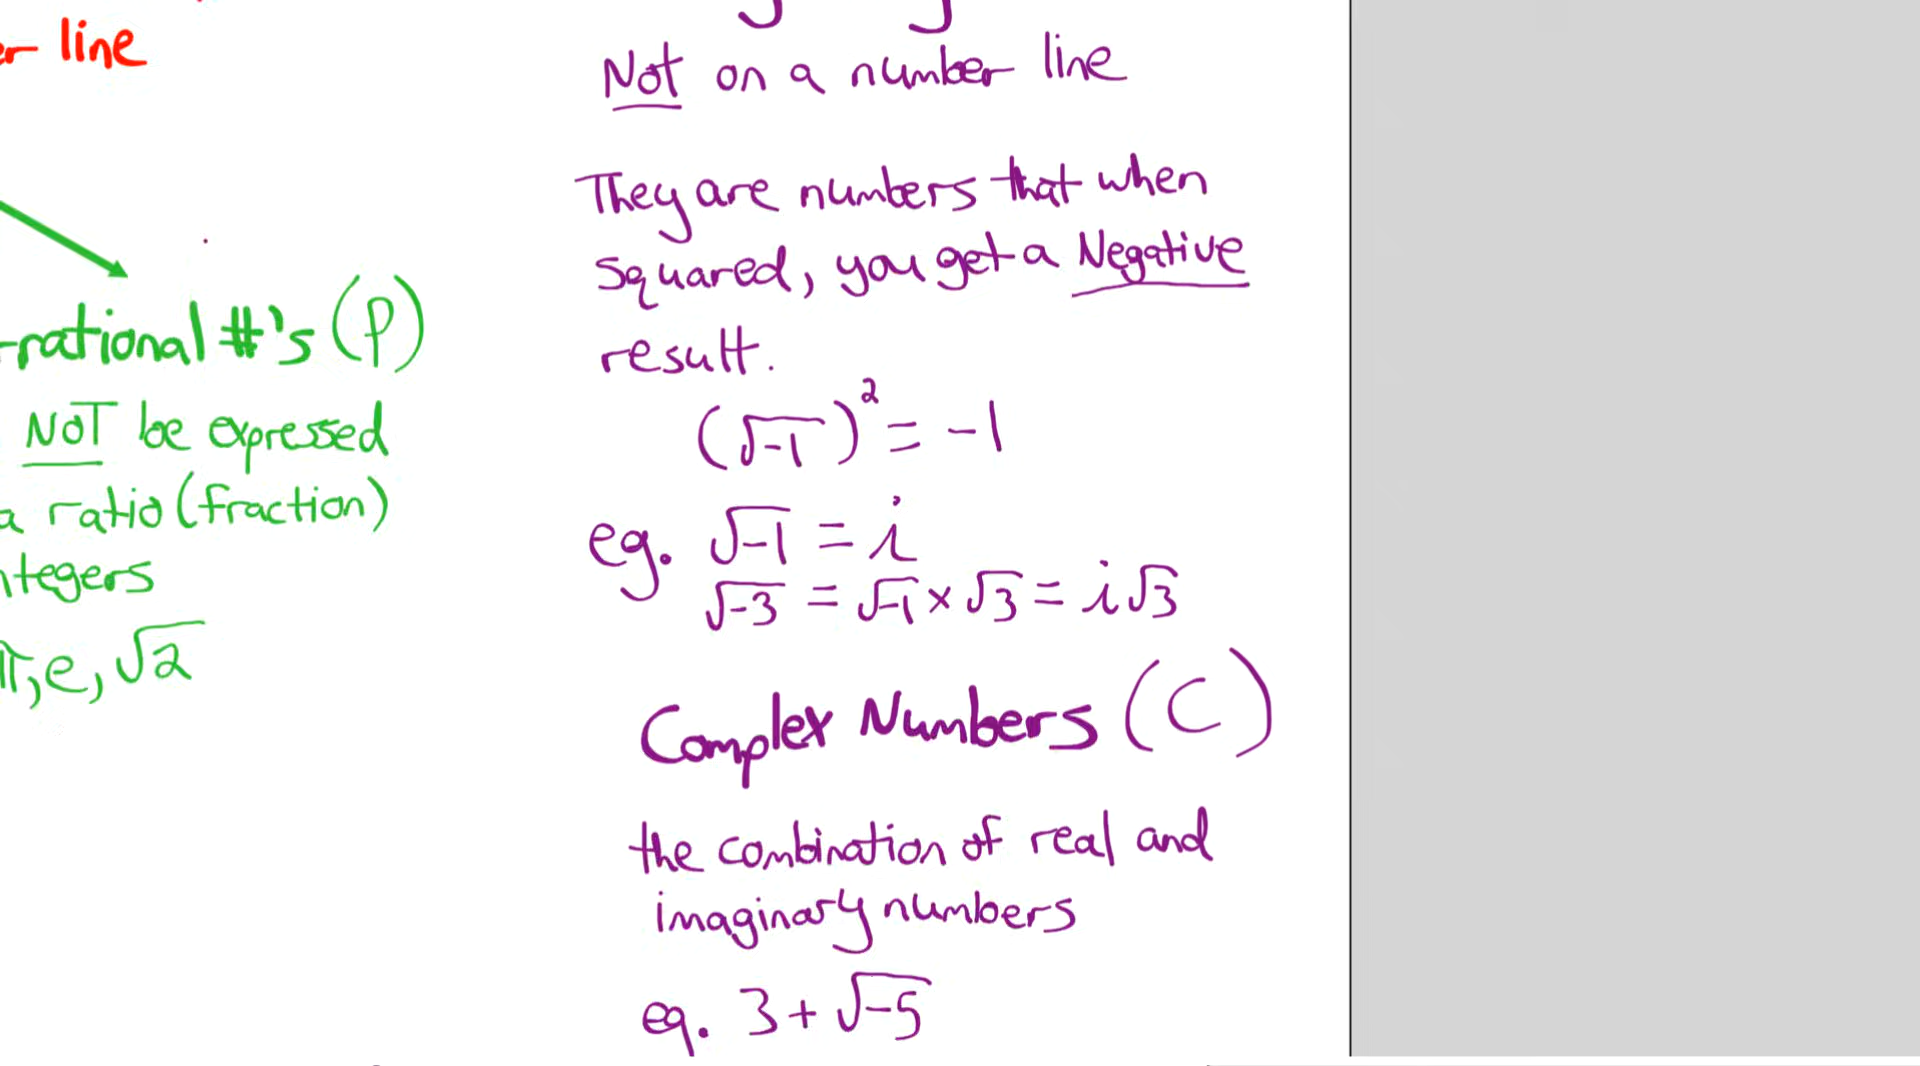 line
rational #'s (P)
NOT be expressed
a ratio (fraction)
ntegers
π, e, √2
Not on a number line
They are numbers that when
squared, you get a Negative
result.
(√-1)² = -1
eg. √-1 = i
√-3 = √-1 × √3 = i√3
Complex Numbers (C)
the combination of real and
imaginary numbers
eg. 3 + √-5